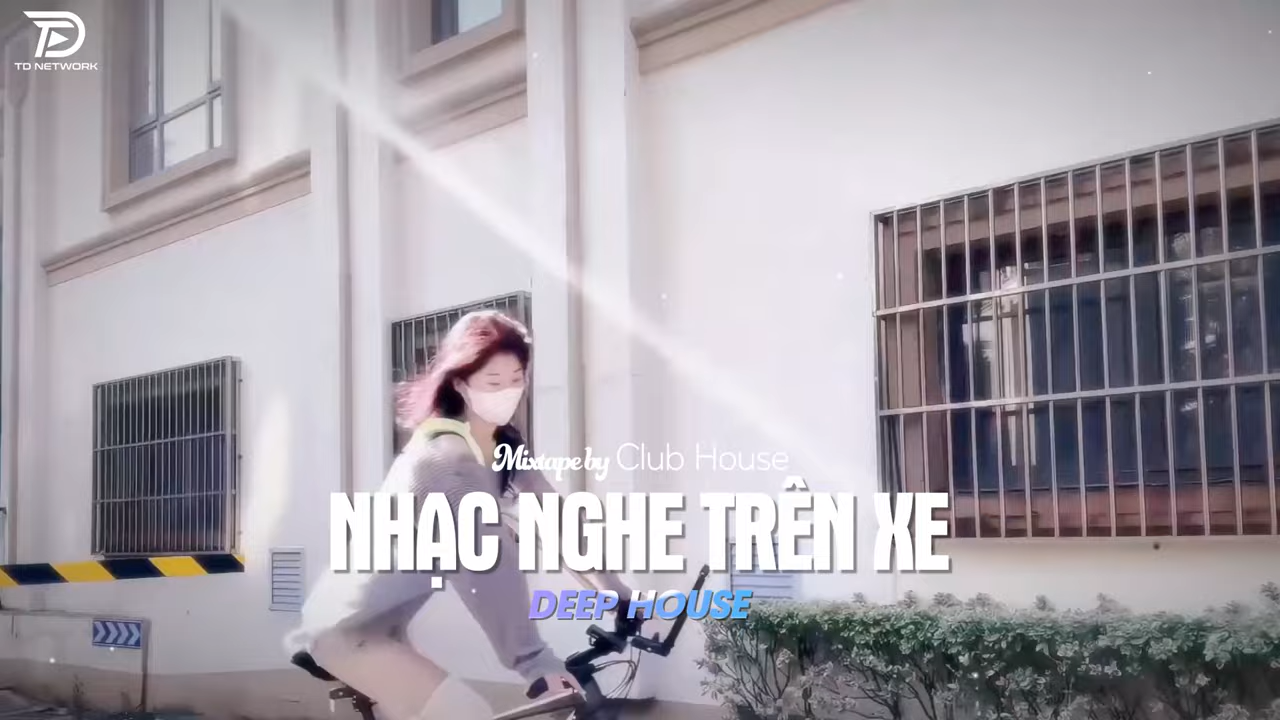 TD NETWORK
Mixtape by Club House
NHẠC NGHE TRÊN XE
DEEP HOUSE